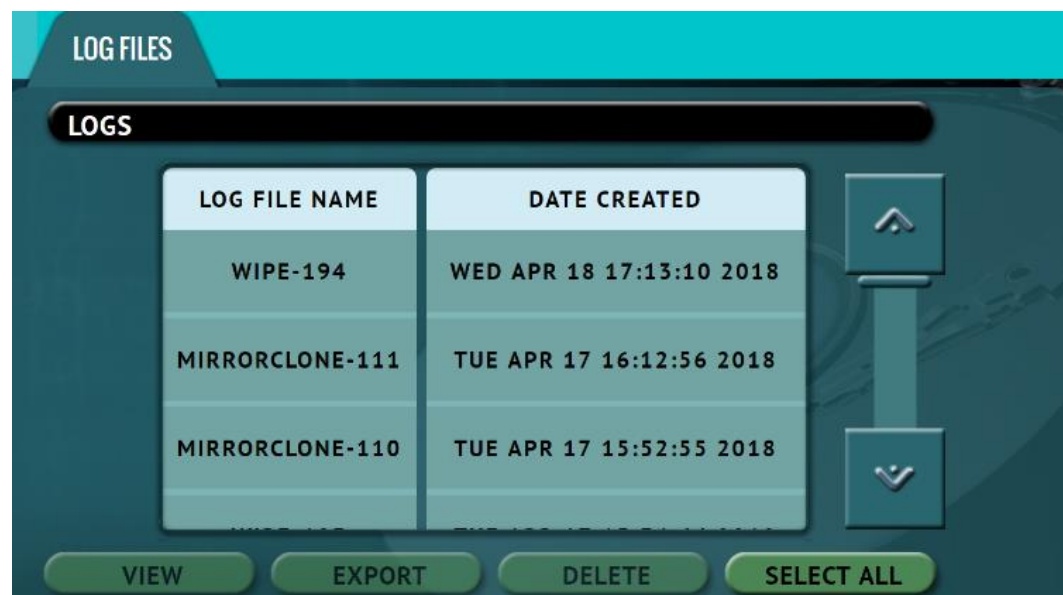 LOG FILES
LOGS
LOG FILE NAME DATE CREATED
WIPE-194 WED APR 18 17:13:10 2018
MIRRORCLONE-111 TUE APR 17 16:12:56 2018
MIRRORCLONE-110 TUE APR 17 15:52:55 2018
VIEW EXPORT DELETE SELECT ALL